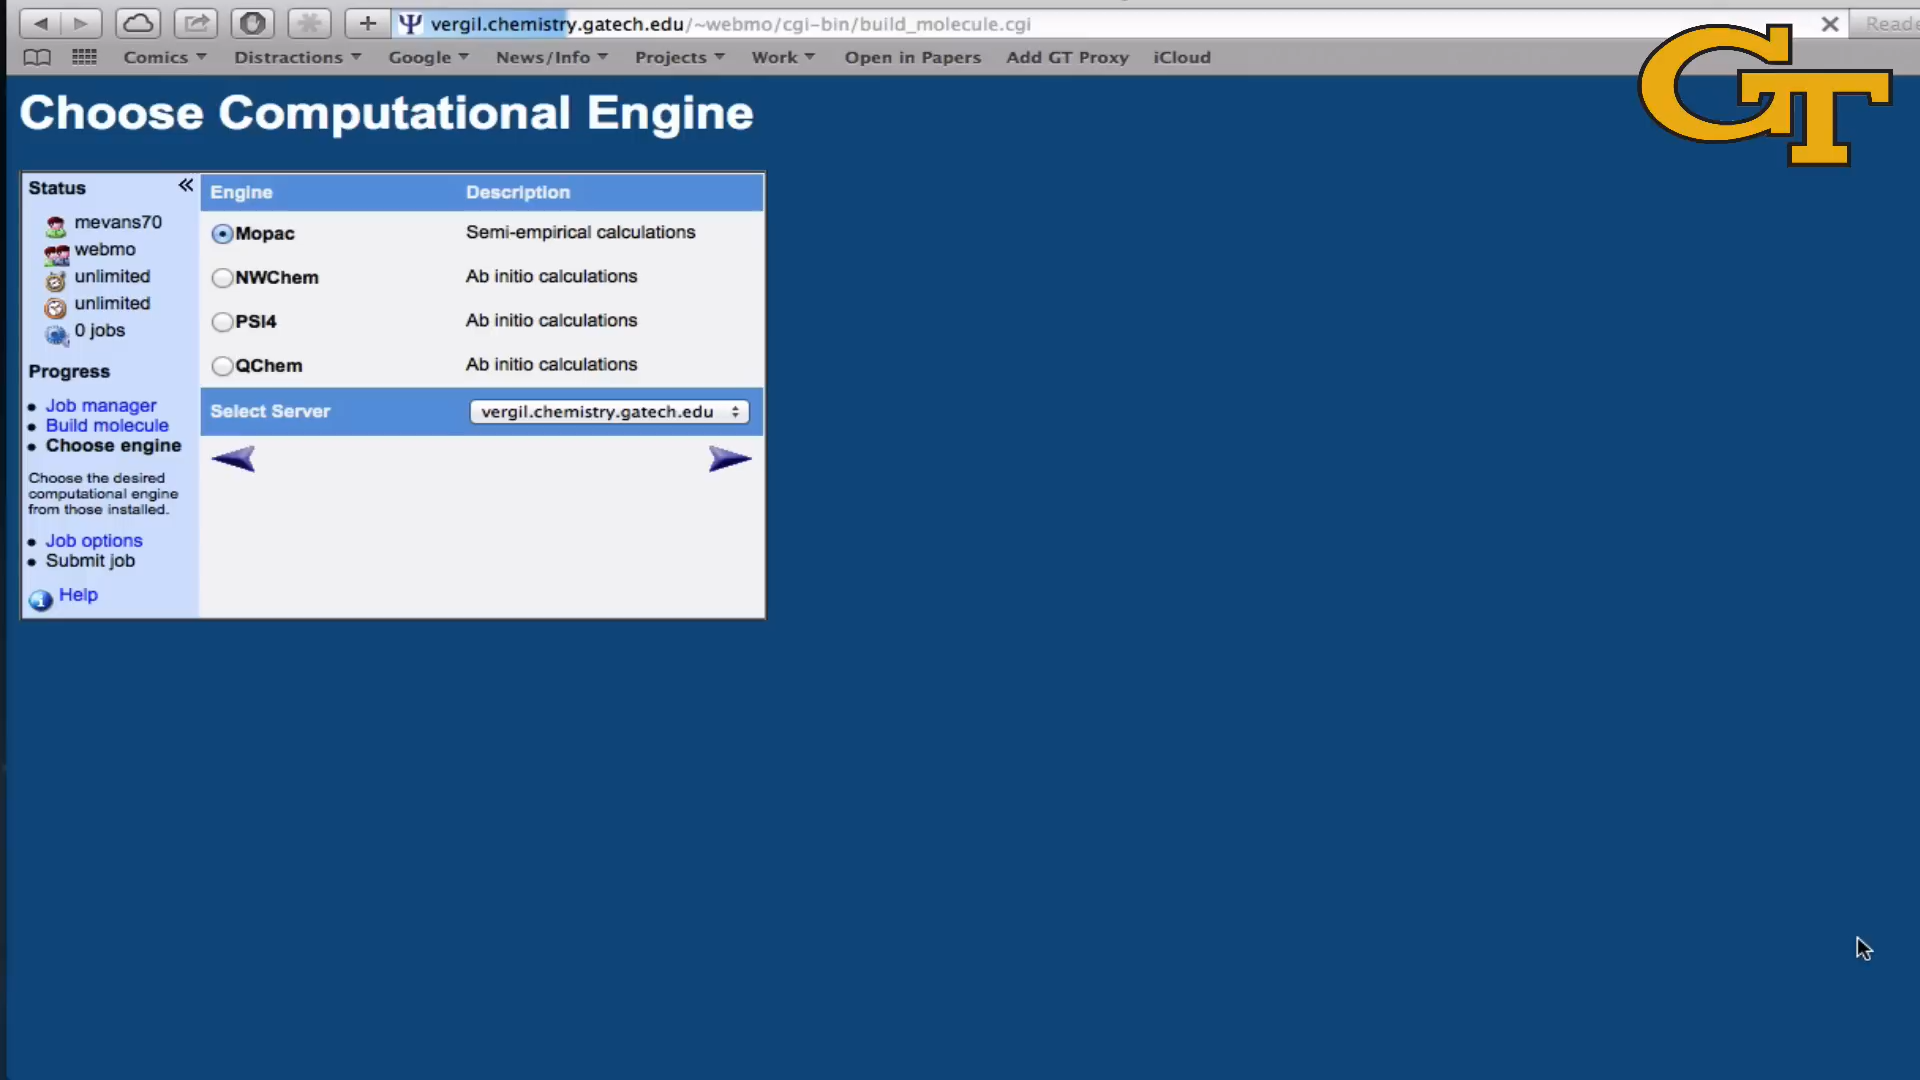 Ψ vergil.chemistry.gatech.edu/~webmo/cgi-bin/build_molecule.cgi
Comics Distractions Google News/Info Projects Work Open in Papers Add GT Proxy iCloud
GT
Choose Computational Engine
Status
mevans70
webmo
unlimited
unlimited
0 jobs
Progress
Job manager
Build molecule
Choose engine
Choose the desired
computational engine
from those installed.
Job options
Submit job
Help
Engine Description
Mopac Semi-empirical calculations
NWChem Ab initio calculations
PSI4 Ab initio calculations
QChem Ab initio calculations
Select Server vergil.chemistry.gatech.edu